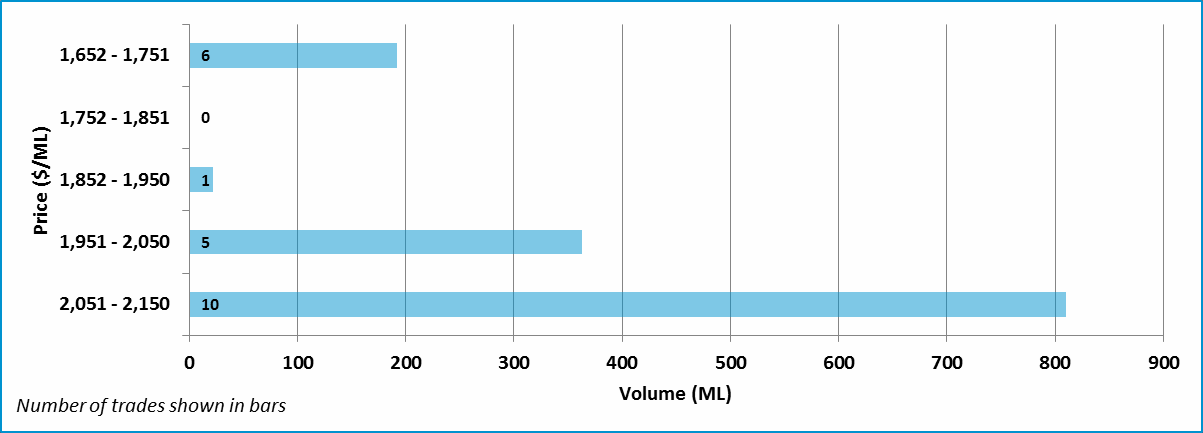 1,652 - 1,751
6
1,752 - 1,851
0
1,852 - 1,950
1
1,951 - 2,050
5
2,051 - 2,150
10
Price ($/ML)
0 100 200 300 400 500 600 700 800 900
Volume (ML)
Number of trades shown in bars